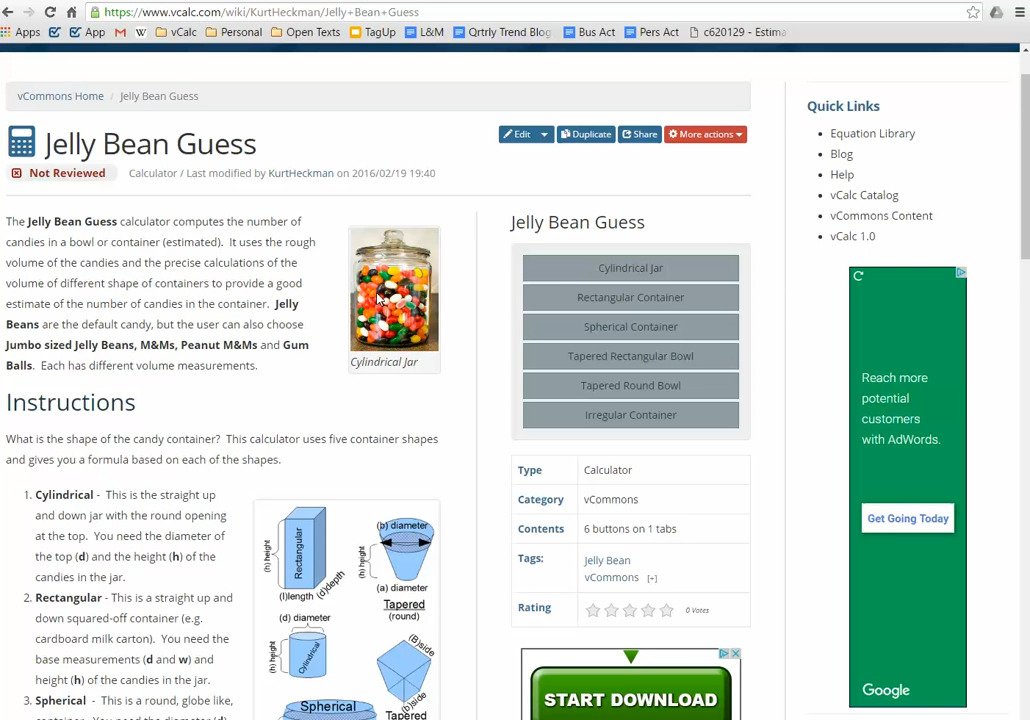 https://www.vcalc.com/wiki/KurtHeckman/Jelly+Bean+Guess
Apps
App
vCalc
Personal
Open Texts
TagUp
L&M
Qrtrly Trend Blog
Bus Act
Pers Act
c620129 - Estima
vCommons Home / Jelly Bean Guess
Jelly Bean Guess
Edit
Duplicate
Share
More actions
Not Reviewed
Calculator / Last modified by KurtHeckman on 2016/02/19 19:40
The Jelly Bean Guess calculator computes the number of
candies in a bowl or container (estimated). It uses the rough
volume of the candies and the precise calculations of the
volume of different shape of containers to provide a good
estimate of the number of candies in the container. Jelly
Beans are the default candy, but the user can also choose
Jumbo sized Jelly Beans, M&Ms, Peanut M&Ms and Gum
Balls. Each has different volume measurements.
Cylindrical Jar
Instructions
What is the shape of the candy container? This calculator uses five container shapes
and gives you a formula based on each of the shapes.
1. Cylindrical - This is the straight up
and down jar with the round opening
at the top. You need the diameter of
the top (d) and the height (h) of the
candies in the jar.
2. Rectangular - This is a straight up and
down squared-off container (e.g.
cardboard milk carton). You need the
base measurements (d and w) and
height (h) of the candies in the jar.
3. Spherical - This is a round, globe like,
container. You need the diameter (d)
(h) height
Rectangular
(l)length
(d)depth
(b) diameter
(h) height
(a) diameter
Tapered
(round)
(d) diameter
(h) height
Cylindrical
(B)side
(b)side
Spherical
Tapered
Jelly Bean Guess
Cylindrical Jar
Rectangular Container
Spherical Container
Tapered Rectangular Bowl
Tapered Round Bowl
Irregular Container
Type Calculator
Category vCommons
Contents 6 buttons on 1 tabs
Tags: Jelly Bean
vCommons [+]
Rating 0 Votes
START DOWNLOAD
Quick Links
Equation Library
Blog
Help
vCalc Catalog
vCommons Content
vCalc 1.0
Reach more
potential
customers
with AdWords.
Get Going Today
Google